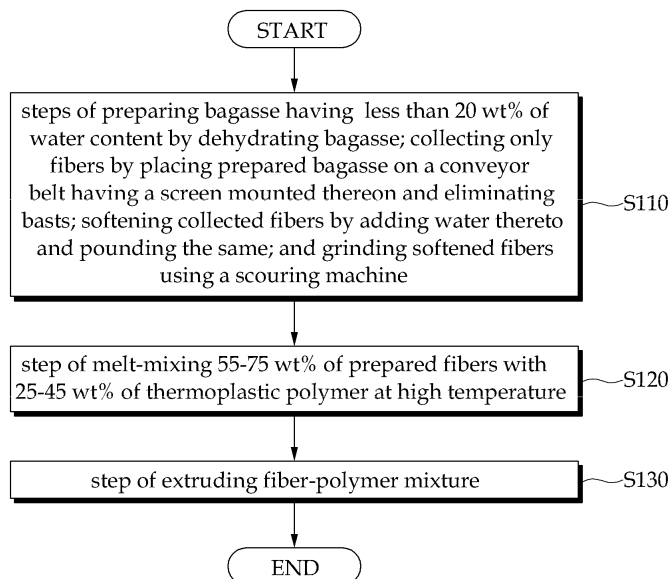 START
steps of preparing bagasse having less than 20 wt% of
water content by dehydrating bagasse; collecting only
fibers by placing prepared bagasse on a conveyor
belt having a screen mounted thereon and eliminating
basts; softening collected fibers by adding water thereto
and pounding the same; and grinding softened fibers
using a scouring machine
S110
step of melt-mixing 55-75 wt% of prepared fibers with
25-45 wt% of thermoplastic polymer at high temperature
S120
step of extruding fiber-polymer mixture
S130
END